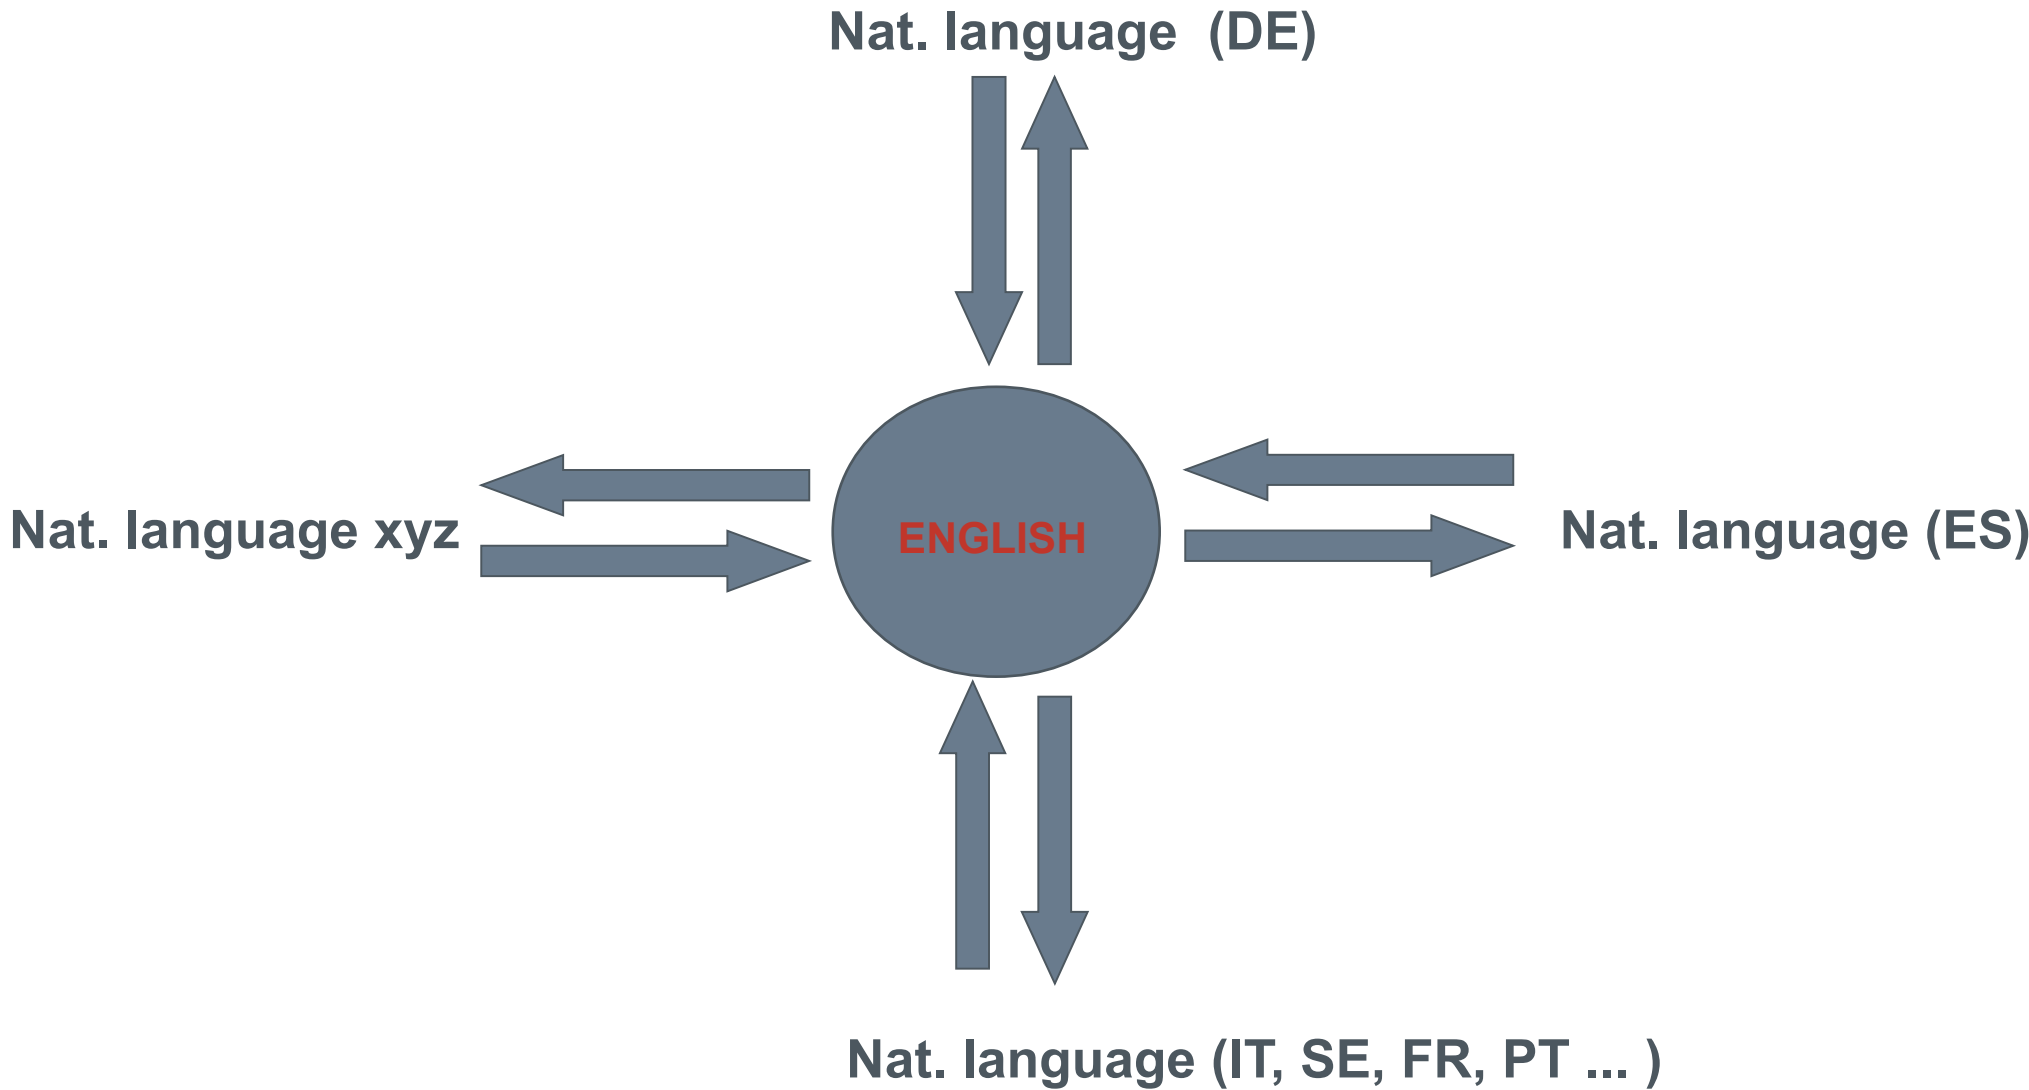 Nat. language (DE)
Nat. language xyz
ENGLISH
Nat. language (ES)
Nat. language (IT, SE, FR, PT ... )